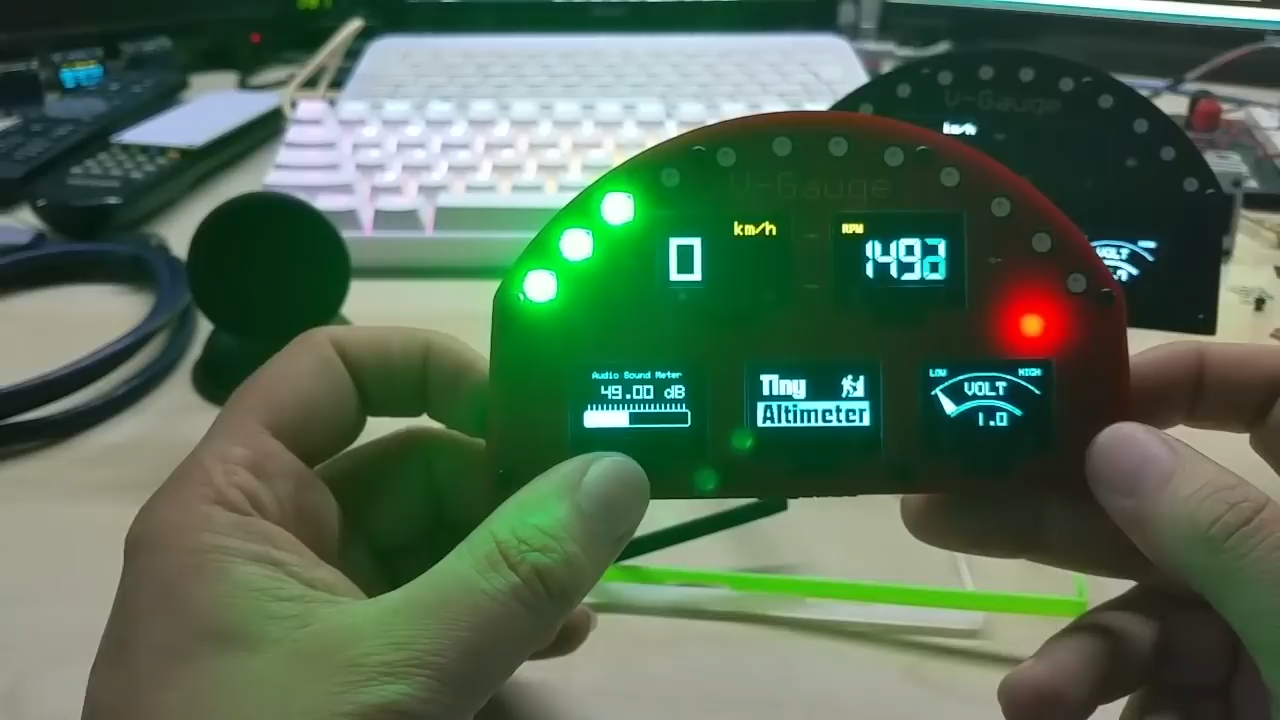 V-Gauge
km/h
V-Gauge
km/h
0
RPM
VOLT
Audio Sound Meter
49.00 dB
Tiny
Altimeter
LOW HIGH
VOLT
1.0